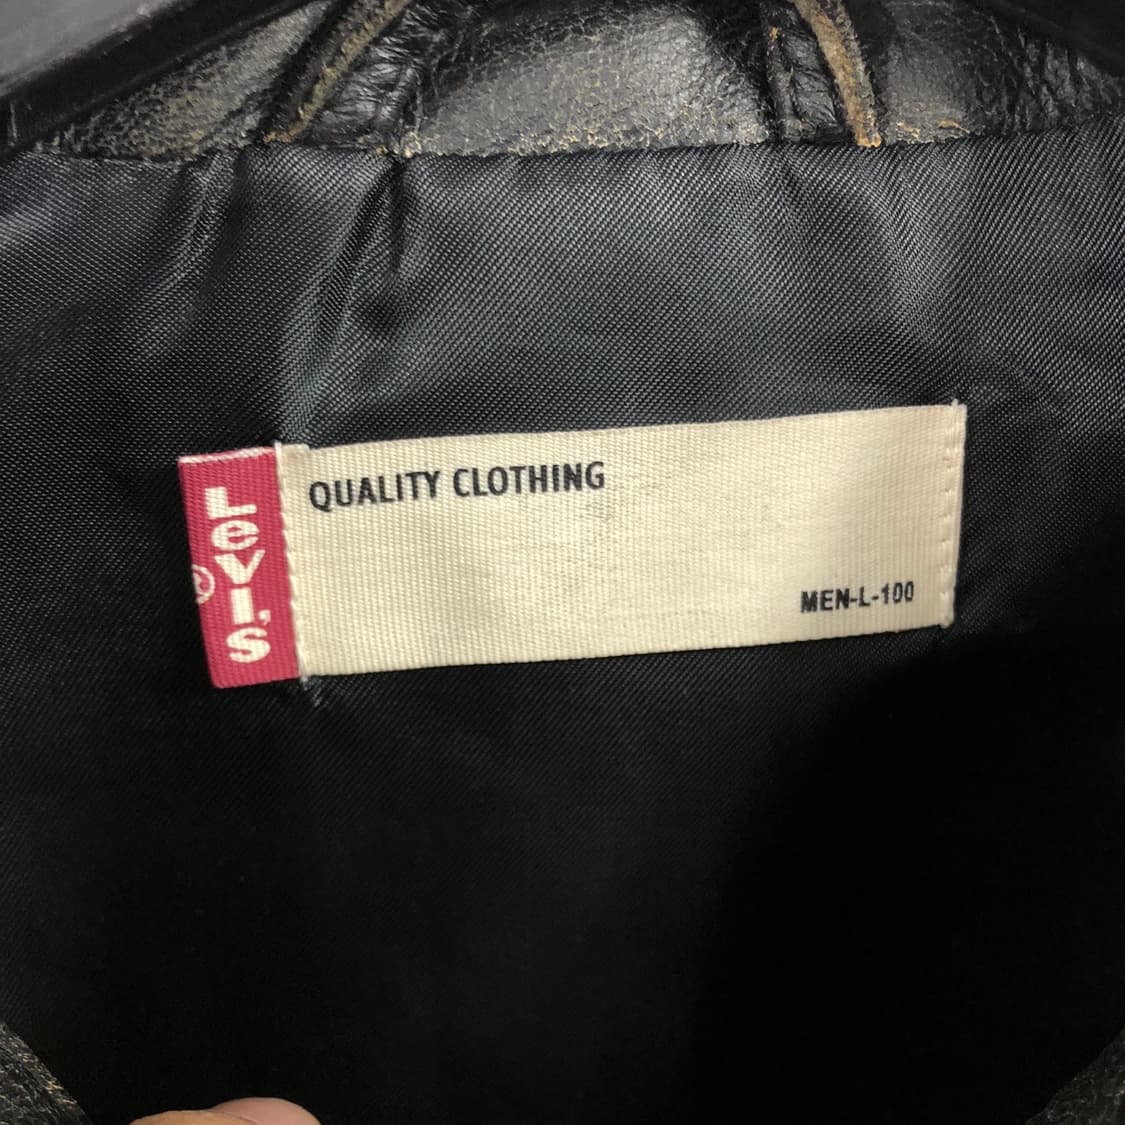 QUALITY CLOTHING
MEN-L-100
Levi's
®